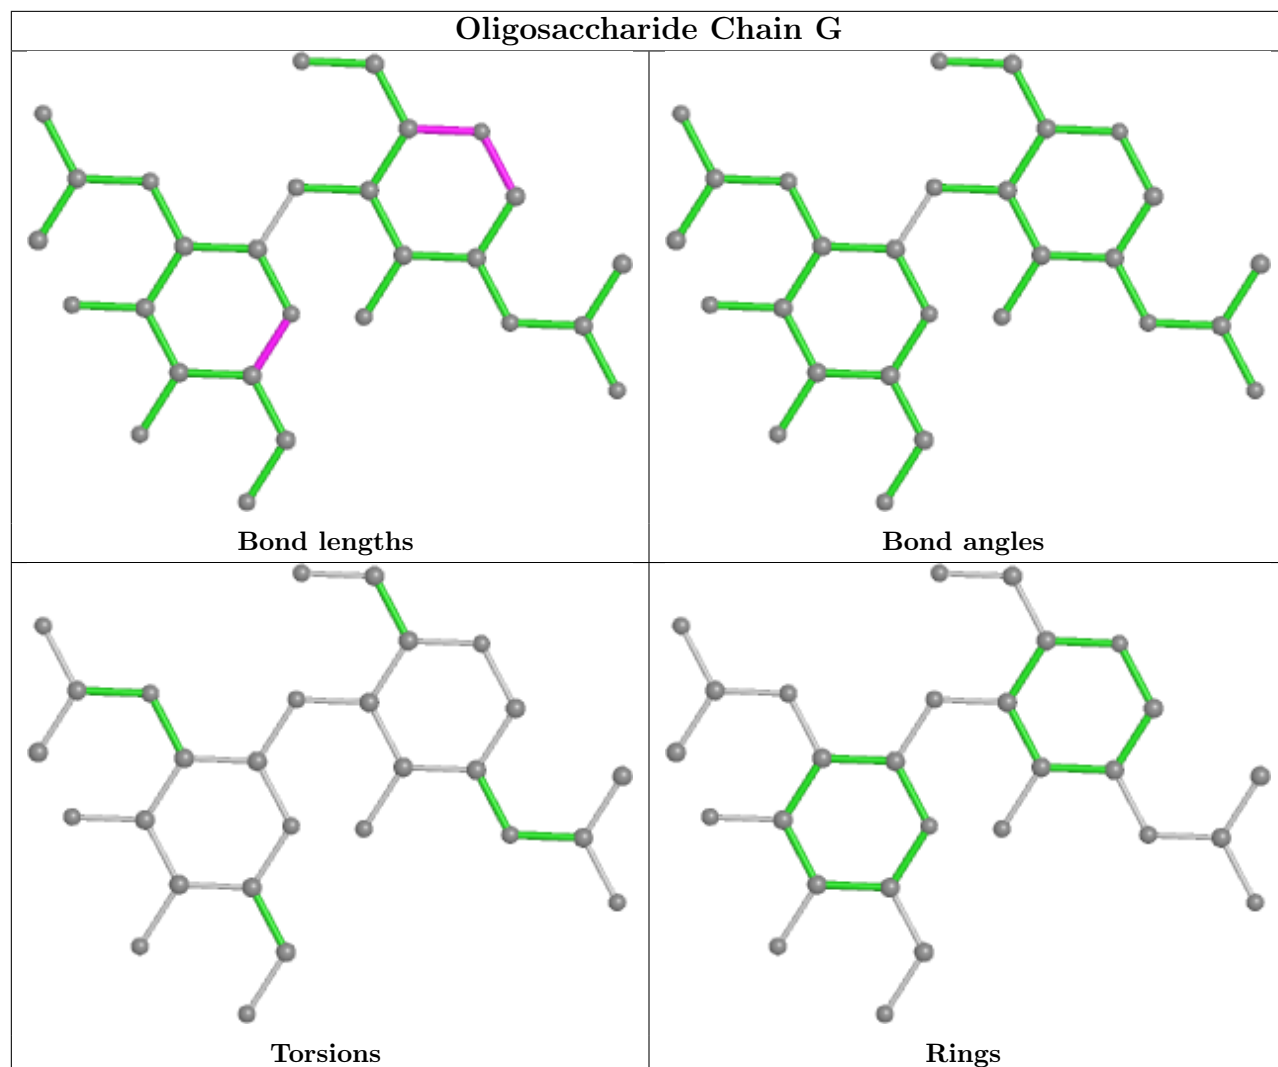 Oligosaccharide Chain G
Bond lengths
Bond angles
Torsions
Rings